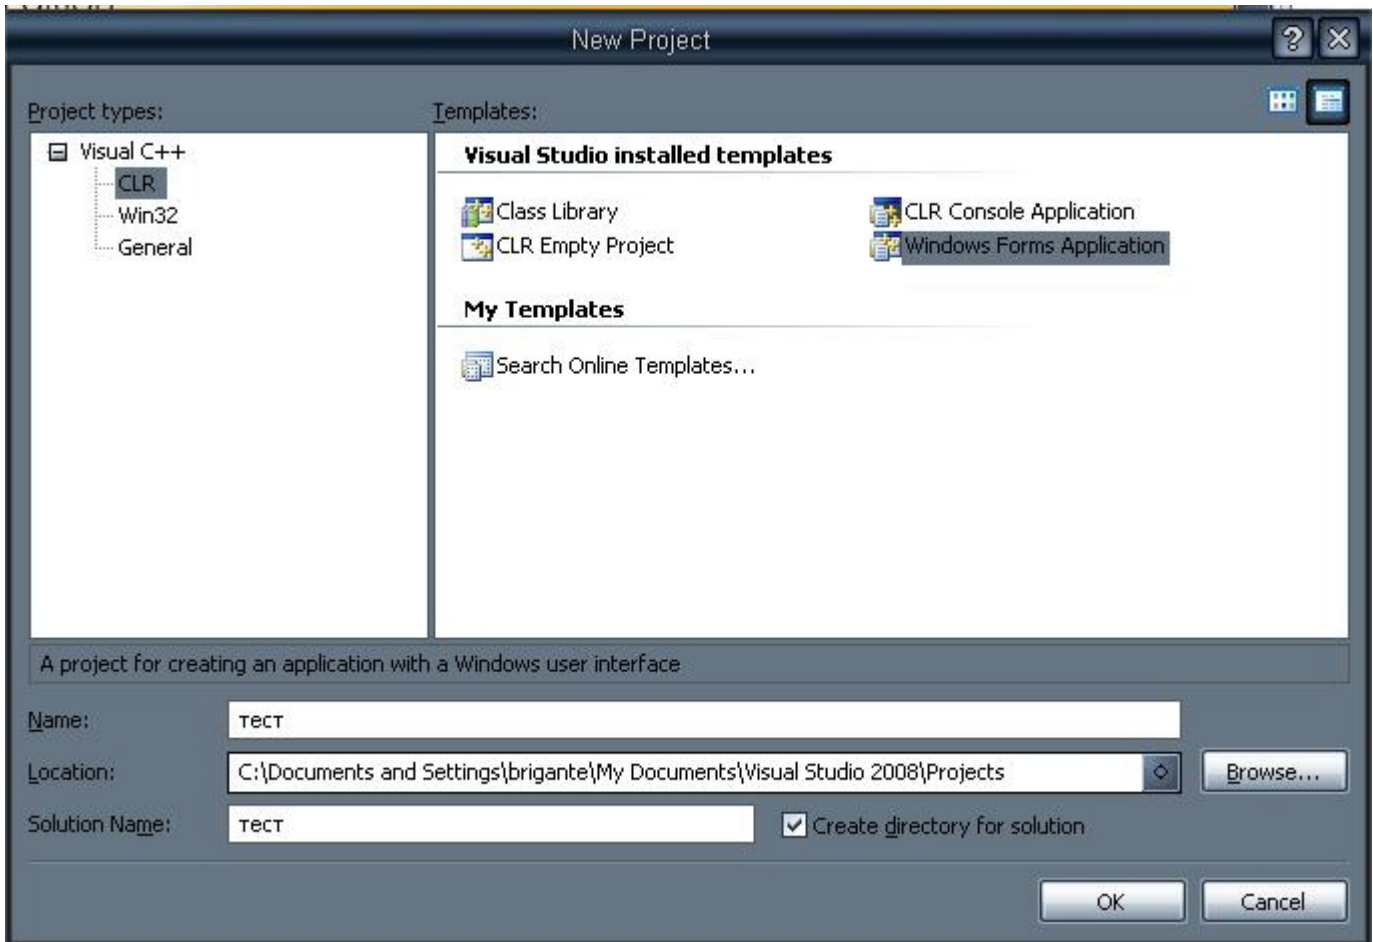 New Project
Project types:
Templates:
Visual C++
CLR
Win32
General
Visual Studio installed templates
Class Library
CLR Console Application
CLR Empty Project
Windows Forms Application
My Templates
Search Online Templates...
A project for creating an application with a Windows user interface
Name:
тест
Location:
C:\Documents and Settings\brigante\My Documents\Visual Studio 2008\Projects
Browse...
Solution Name:
тест
Create directory for solution
OK
Cancel